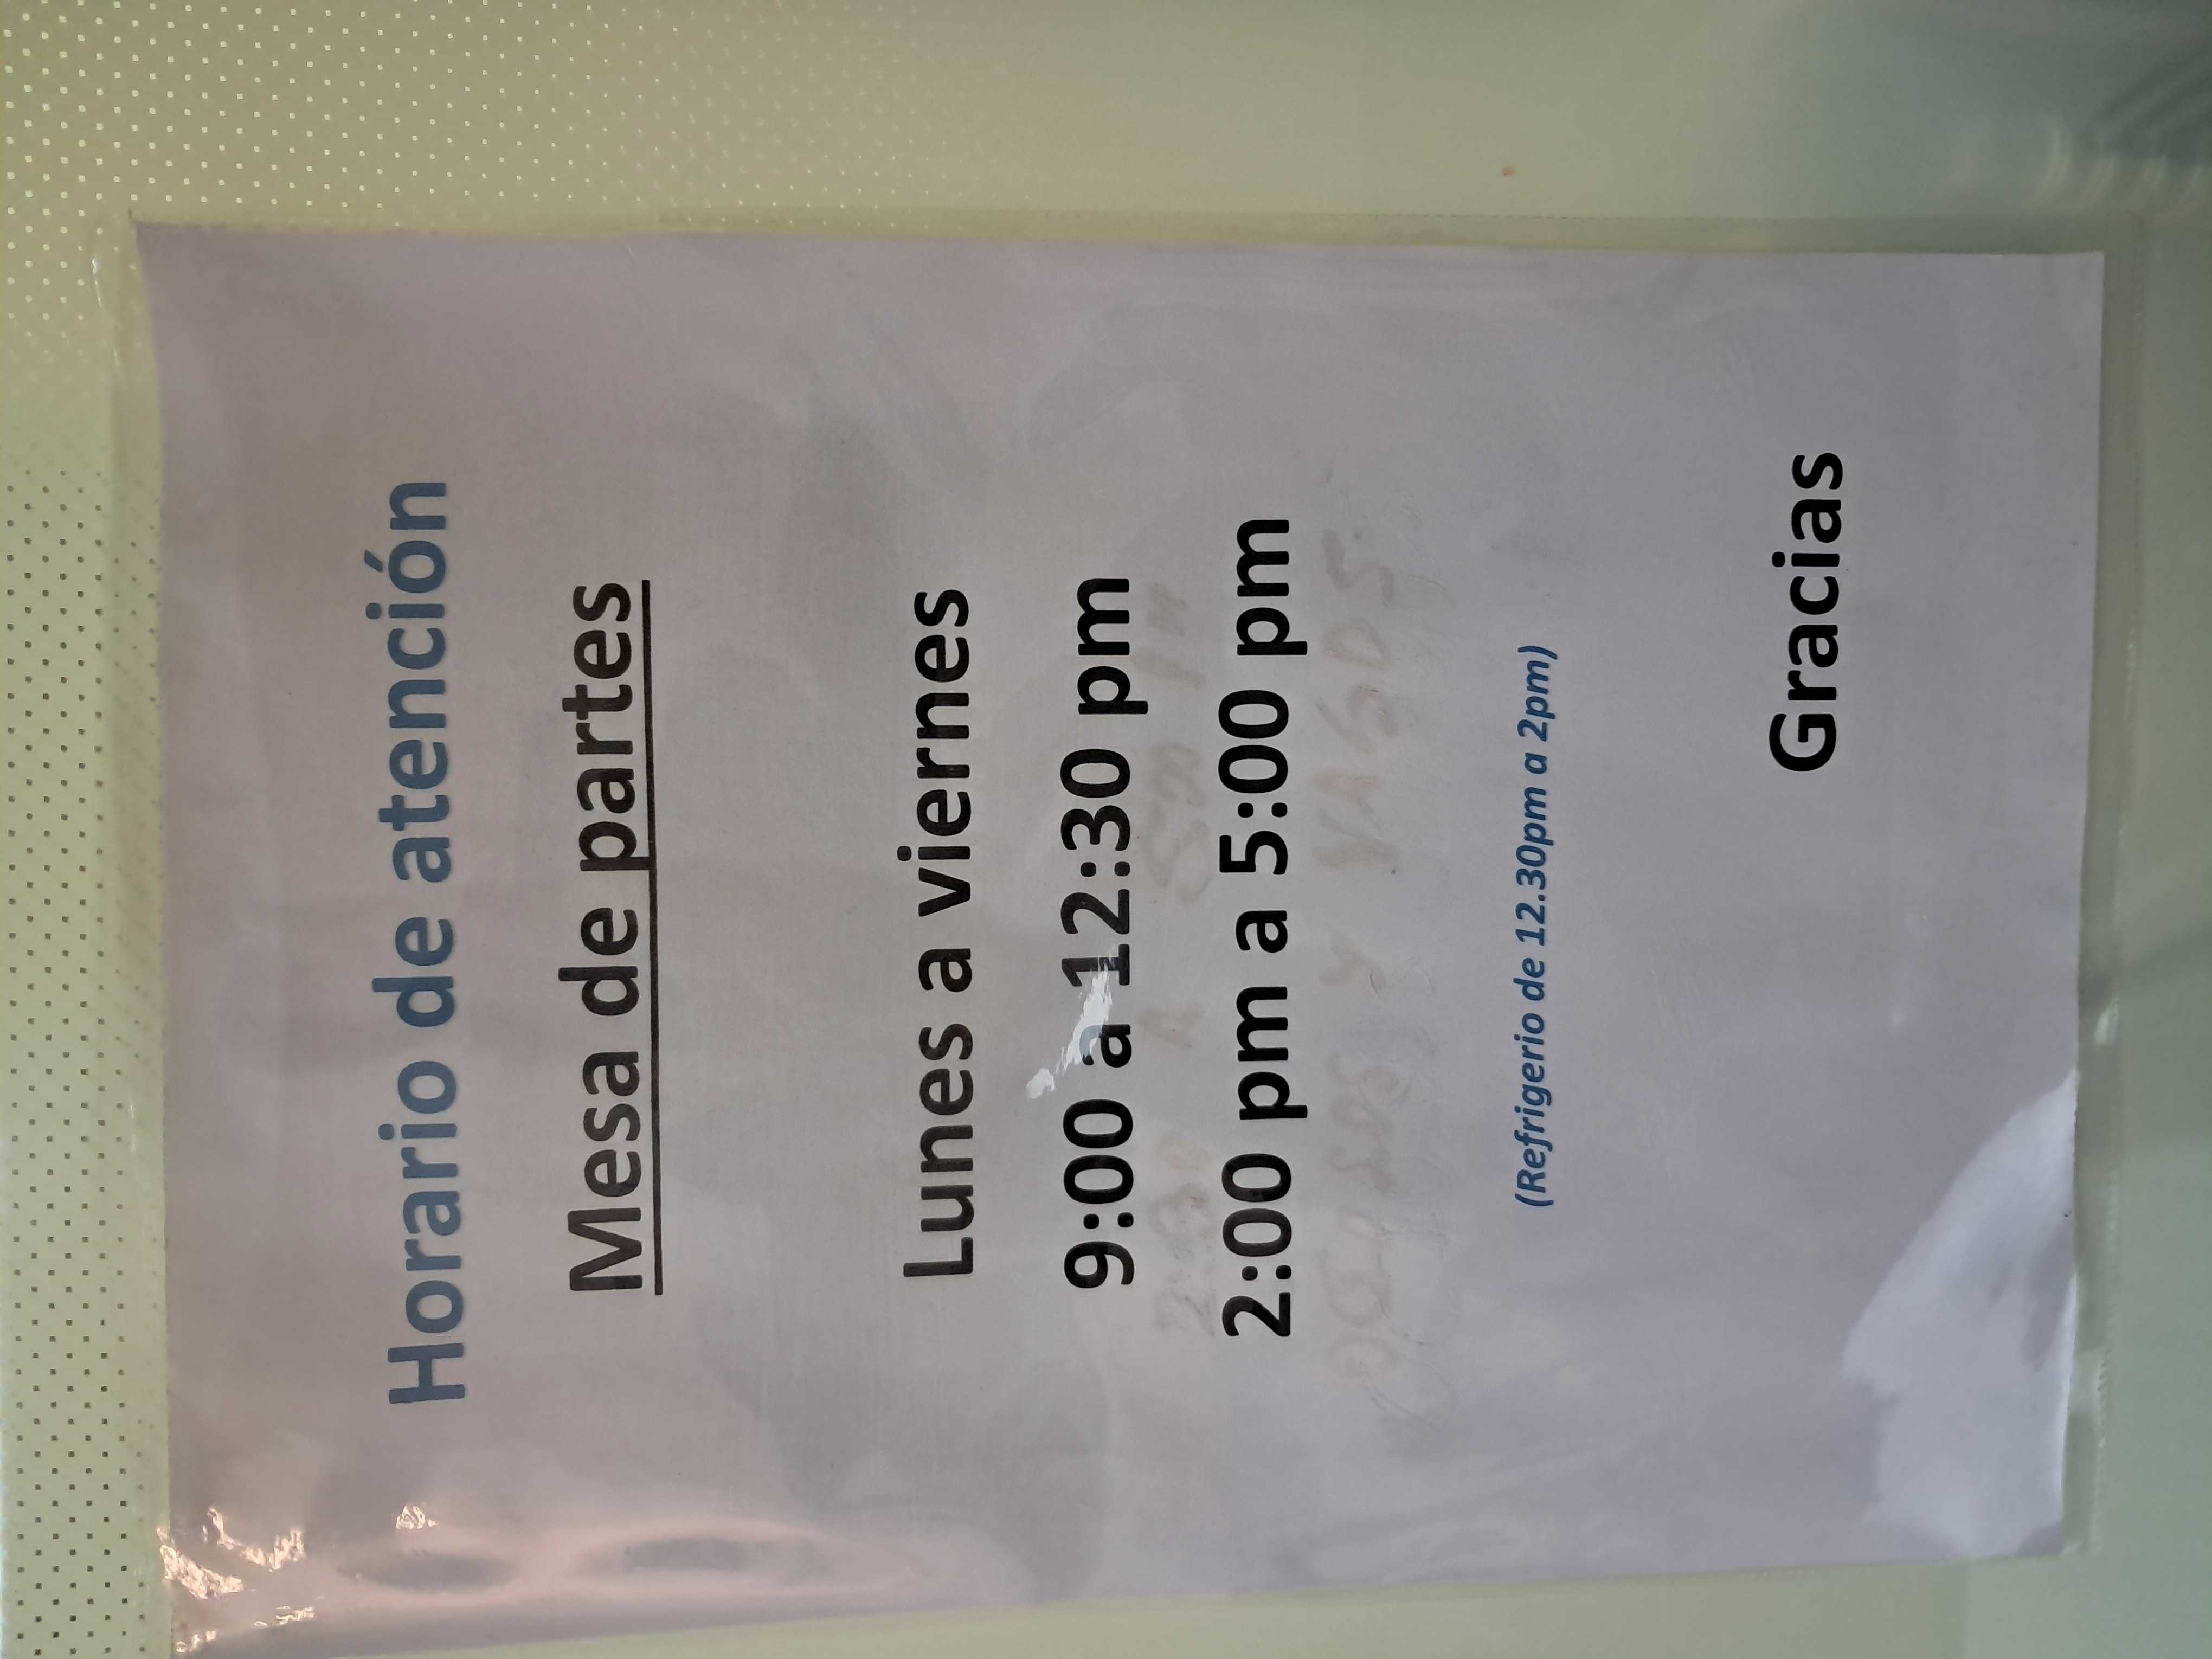 Horario de atención
Mesa de partes
Lunes a viernes
9:00 a 12:30 pm
2:00 pm a 5:00 pm
(Refrigerio de 12.30pm a 2pm)
Gracias